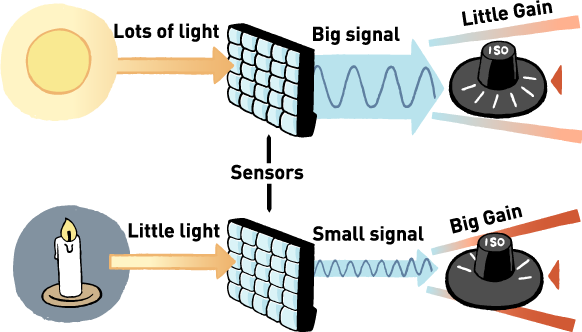 Lots of light
Big signal
Little Gain
ISO
Sensors
Little light
Small signal
Big Gain
ISO